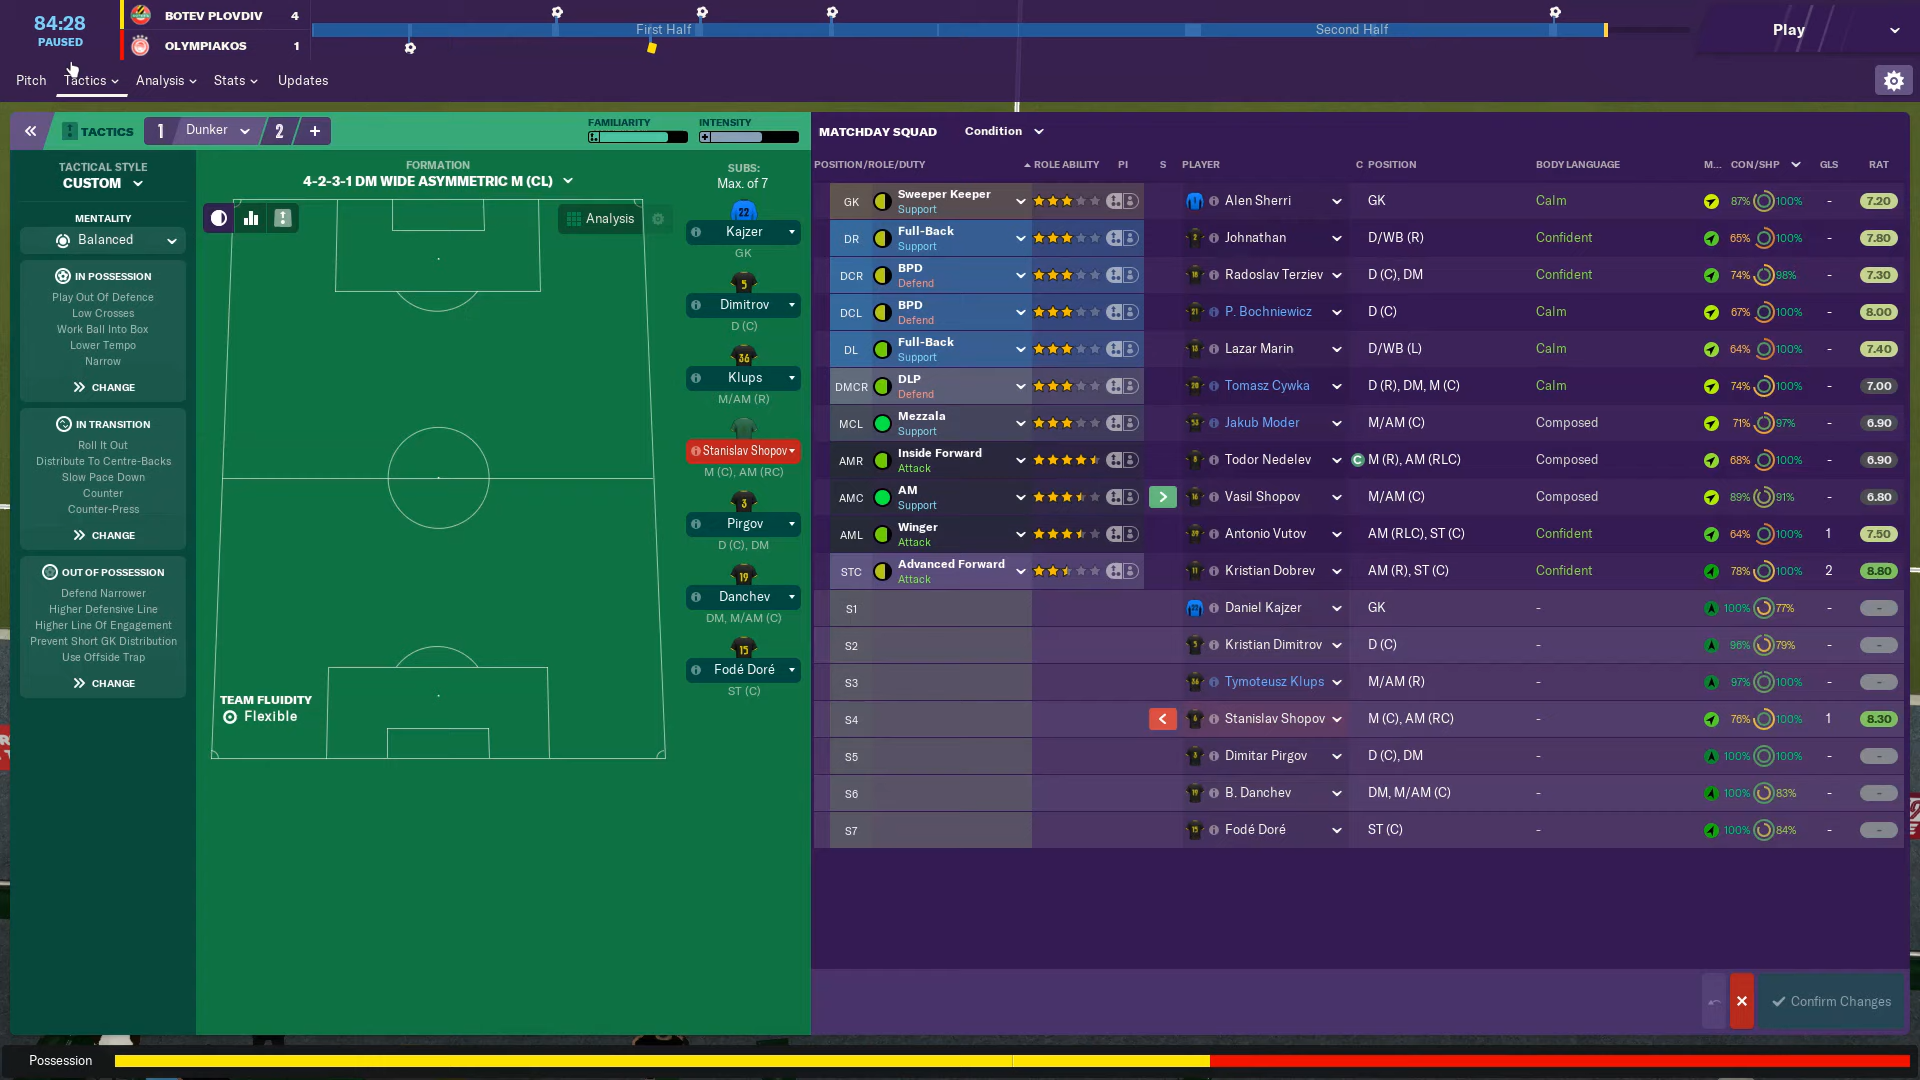 84:28
PAUSED
BOTEV PLOVDIV 4
OLYMPIAKOS 1
First Half
Second Half
Play
Pitch
Tactics
Analysis
Stats
Updates
TACTICS
1 Dunker 2 +
FAMILIARITY
INTENSITY
TACTICAL STYLE
CUSTOM
MENTALITY
Balanced
IN POSSESSION
Play Out Of Defence
Low Crosses
Work Ball Into Box
Lower Tempo
Narrow
CHANGE
IN TRANSITION
Roll It Out
Distribute To Centre-Backs
Slow Pace Down
Counter
Counter-Press
CHANGE
OUT OF POSSESSION
Defend Narrower
Higher Defensive Line
Higher Line Of Engagement
Prevent Short GK Distribution
Use Offside Trap
CHANGE
FORMATION
4-2-3-1 DM WIDE ASYMMETRIC M (CL)
Analysis
TEAM FLUIDITY
Flexible
SUBS:
Max. of 7
22
Kajzer
GK
5
Dimitrov
D (C)
36
Klups
M/AM (R)
Stanislav Shopov
M (C), AM (RC)
3
Pirgov
D (C), DM
19
Danchev
DM, M/AM (C)
15
Fodé Doré
ST (C)
MATCHDAY SQUAD Condition
POSITION/ROLE/DUTY ROLE ABILITY PI S PLAYER C POSITION BODY LANGUAGE M... CON/SHP GLS RAT
GK Sweeper Keeper Support Alen Sherri GK Calm 87% 100% - 7.20
DR Full-Back Support Johnathan D/WB (R) Confident 65% 100% - 7.80
DCR BPD Defend Radoslav Terziev D (C), DM Confident 74% 98% - 7.30
DCL BPD Defend P. Bochniewicz D (C) Calm 67% 100% - 8.00
DL Full-Back Support Lazar Marin D/WB (L) Calm 64% 100% - 7.40
DMCR DLP Defend Tomasz Cywka D (R), DM, M (C) Calm 74% 100% - 7.00
MCL Mezzala Support Jakub Moder M/AM (C) Composed 71% 97% - 6.90
AMR Inside Forward Attack Todor Nedelev C M (R), AM (RLC) Composed 68% 100% - 6.90
AMC AM Support Vasil Shopov M/AM (C) Composed 89% 91% - 6.80
AML Winger Attack Antonio Vutov AM (RLC), ST (C) Confident 64% 100% 1 7.50
STC Advanced Forward Attack Kristian Dobrev AM (R), ST (C) Confident 78% 100% 2 8.80
S1 Daniel Kajzer GK - 100% 77% - -
S2 Kristian Dimitrov D (C) - 96% 79% - -
S3 Tymoteusz Klups M/AM (R) - 97% 100% - -
S4 Stanislav Shopov M (C), AM (RC) 76% 100% 1 8.30
S5 Dimitar Pirgov D (C), DM - 100% 100% - -
S6 B. Danchev DM, M/AM (C) - 100% 83% - -
S7 Fodé Doré ST (C) - 100% 84% - -
Confirm Changes
Possession